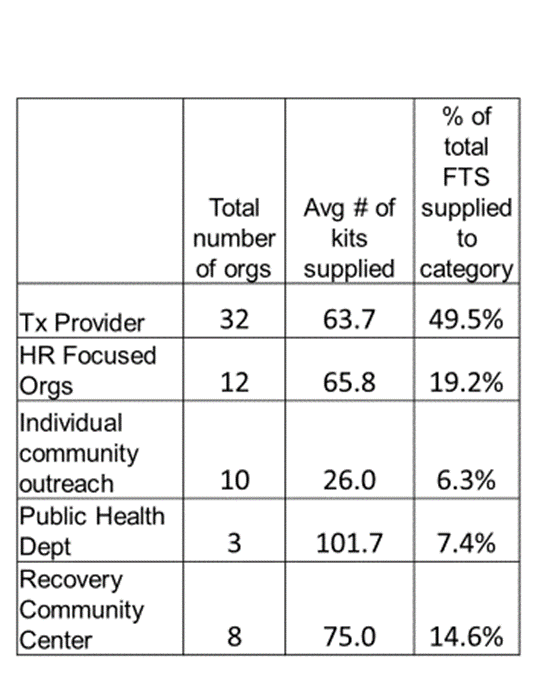 Total number of orgs
Avg # of kits supplied
% of total FTS supplied to category
Tx Provider 32 63.7 49.5%
HR Focused Orgs 12 65.8 19.2%
Individual community outreach 10 26.0 6.3%
Public Health Dept 3 101.7 7.4%
Recovery Community Center 8 75.0 14.6%